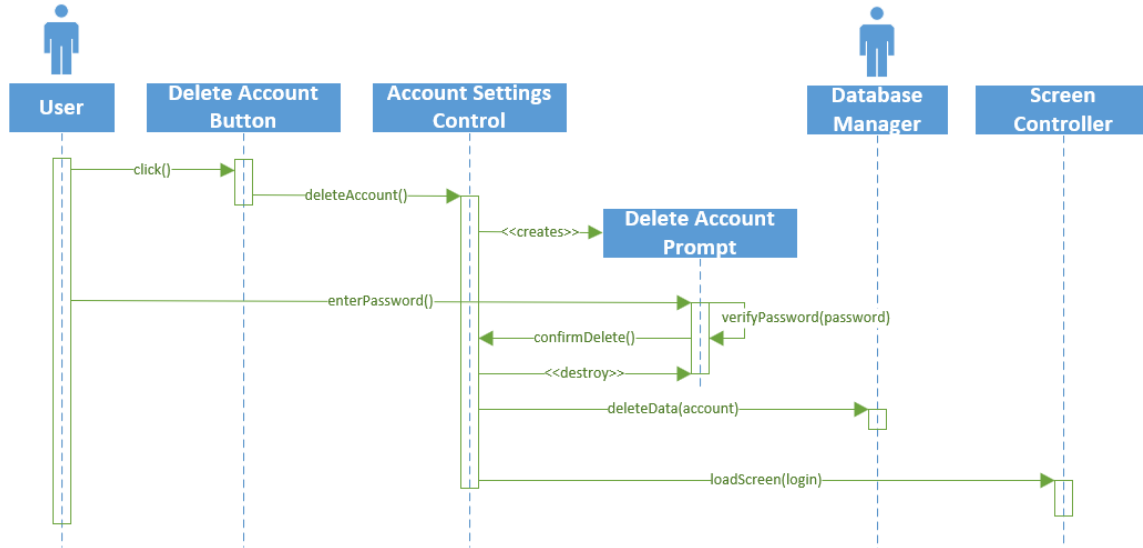 User
Delete Account
Button
Account Settings
Control
Database
Manager
Screen
Controller
click()
deleteAccount()
<<creates>>
Delete Account
Prompt
enterPassword()
verifyPassword(password)
confirmDelete()
<<destroy>>
deleteData(account)
loadScreen(login)